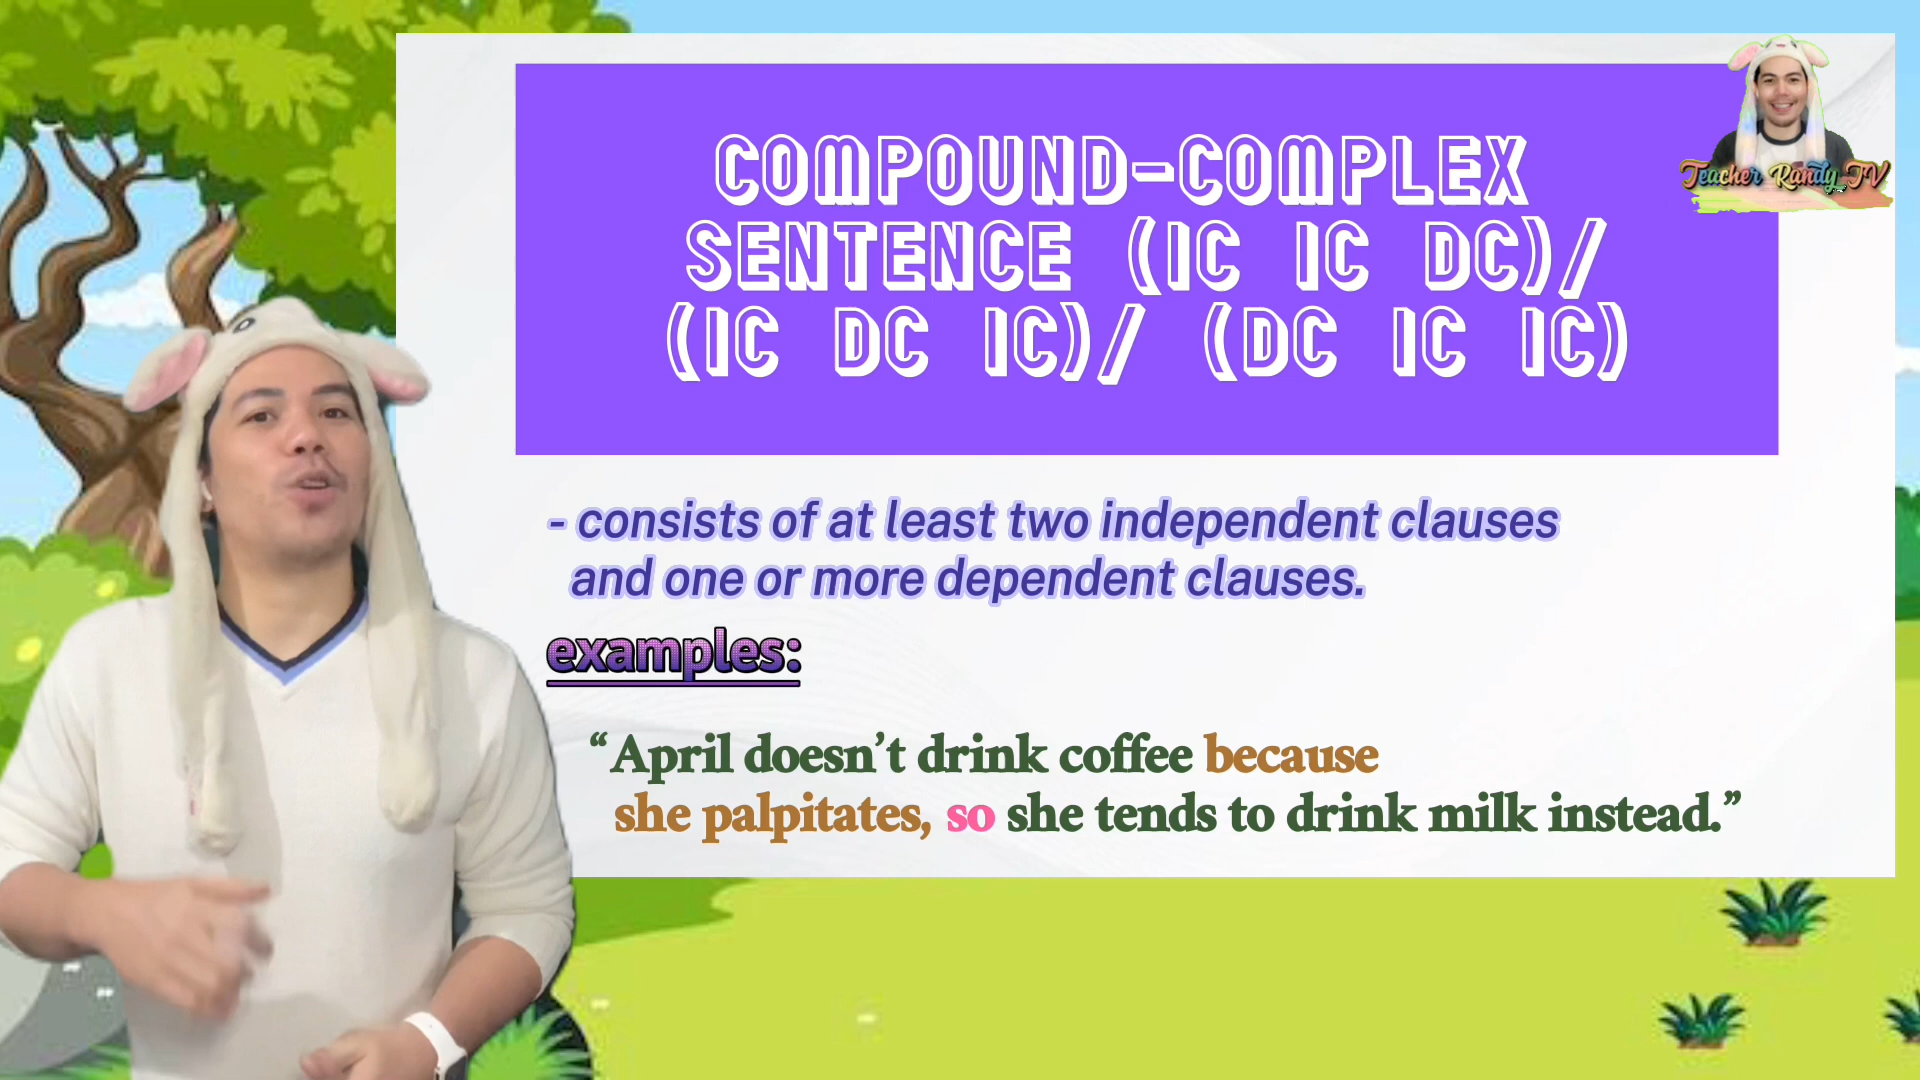 Teacher Randy TV
COMPOUND-COMPLEX
SENTENCE (IC IC DC)/
(IC DC IC)/ (DC IC IC)
- consists of at least two independent clauses
and one or more dependent clauses.
examples:
“April doesn’t drink coffee because
she palpitates, so she tends to drink milk instead.”